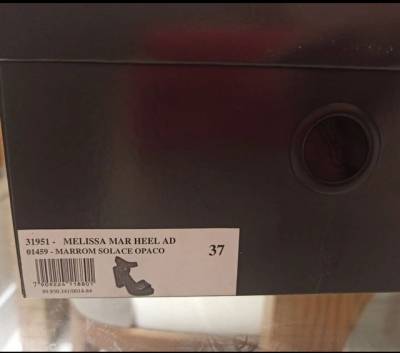 31951 - MELISSA MAR HEEL AD
01459 - MARROM SOLACE OPACO
37